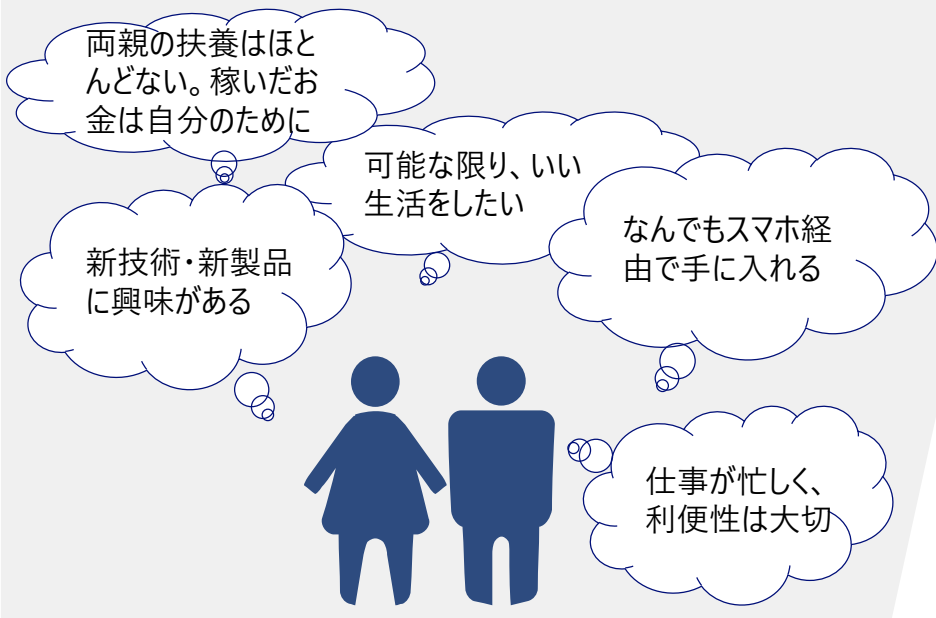 両親の扶養はほと
んどない。稼いだお
金は自分のために
可能な限り、いい
生活をしたい
なんでもスマホ経
由で手に入れる
新技術・新製品
に興味がある
仕事が忙しく、
利便性は大切